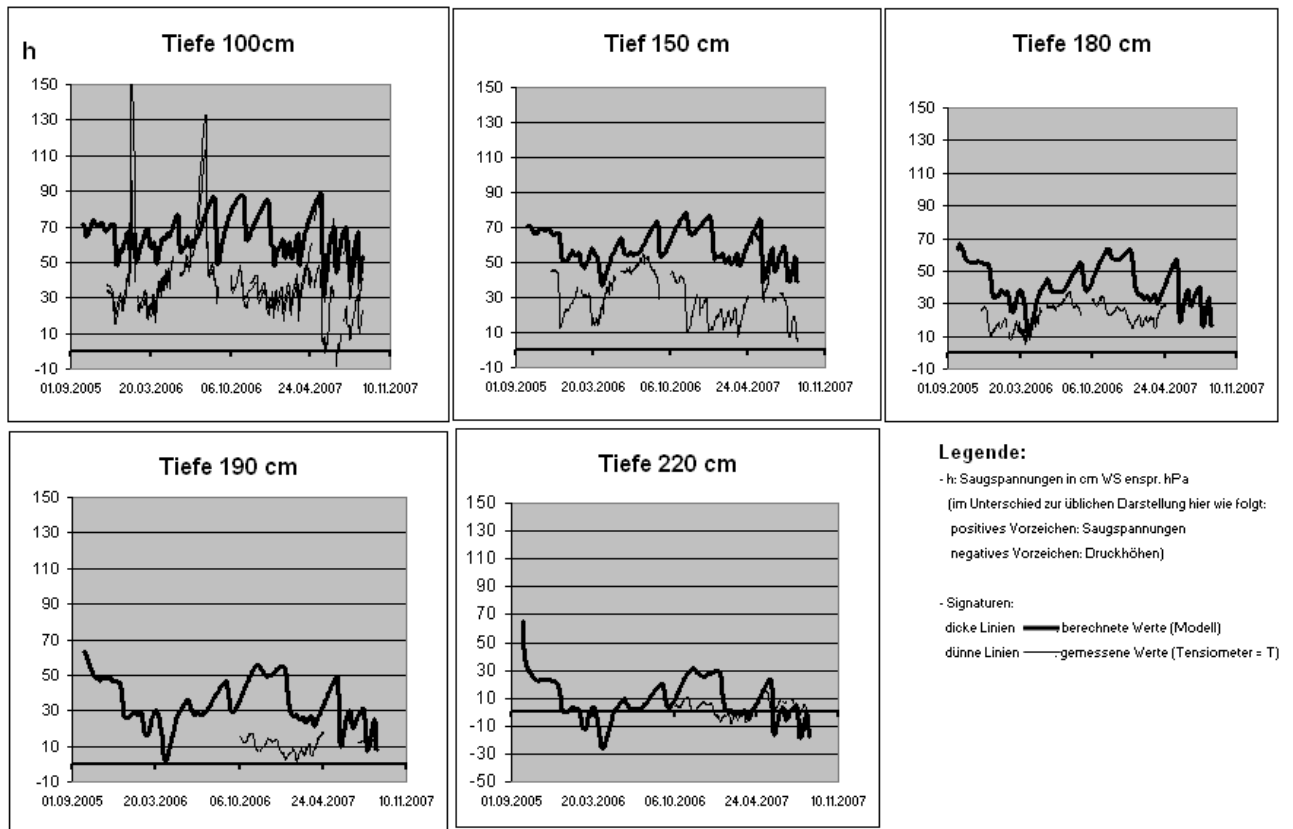 h
Tiefe 100cm
150
130
110
90
70
50
30
10
-10
01.09.2005 20.03.2006 06.10.2006 24.04.2007 10.11.2007
Tief 150 cm
150
130
110
90
70
50
30
10
-10
01.09.2005 20.03.2006 06.10.2006 24.04.2007 10.11.2007
Tiefe 180 cm
150
130
110
90
70
50
30
10
-10
01.09.2005 20.03.2006 06.10.2006 24.04.2007 10.11.2007
Tiefe 190 cm
150
130
110
90
70
50
30
10
-10
01.09.2005 20.03.2006 06.10.2006 24.04.2007 10.11.2007
Tiefe 220 cm
150
130
110
90
70
50
30
10
-10
-30
-50
01.09.2005 20.03.2006 06.10.2006 24.04.2007 10.11.2007
Legende:
- h: Saugspannungen in cm WS enspr. hPa
(im Unterschied zur üblichen Darstellung hier wie folgt:
positives Vorzeichen: Saugspannungen
negatives Vorzeichen: Druckhöhen)
- Signaturen:
dicke Linien berechnete Werte (Modell)
dünne Linien gemessene Werte (Tensiometer = T)